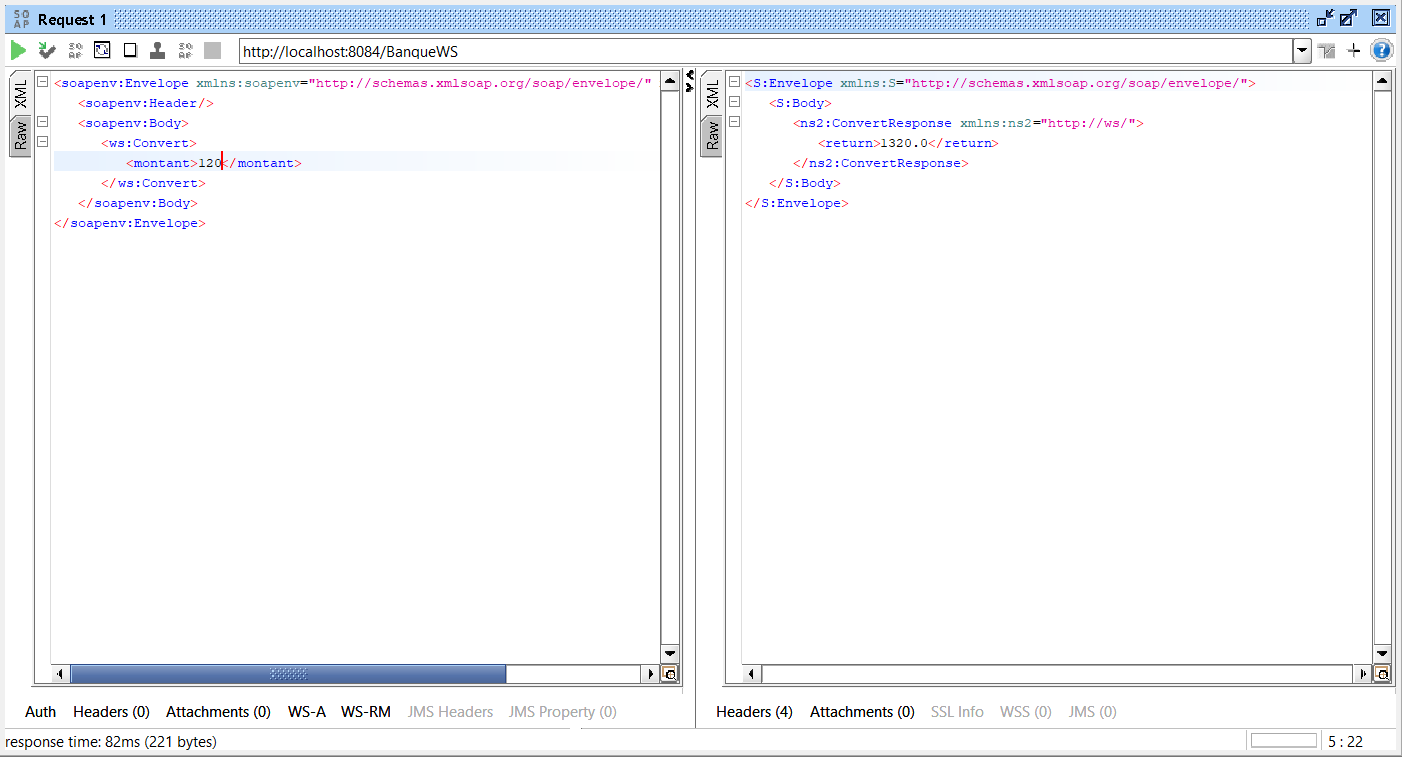 SO AP Request 1
SO AP SO AP http://localhost:8084/BanqueWS
XML
Raw
<soapenv:Envelope xmlns:soapenv="http://schemas.xmlsoap.org/soap/envelope/"
<soapenv:Header/>
<soapenv:Body>
<ws:Convert>
<montant>120</montant>
</ws:Convert>
</soapenv:Body>
</soapenv:Envelope>
XML
Raw
<S:Envelope xmlns:S="http://schemas.xmlsoap.org/soap/envelope/">
<S:Body>
<ns2:ConvertResponse xmlns:ns2="http://ws/">
<return>1320.0</return>
</ns2:ConvertResponse>
</S:Body>
</S:Envelope>
Auth Headers (0) Attachments (0) WS-A WS-RM JMS Headers JMS Property (0)
Headers (4) Attachments (0) SSL Info WSS (0) JMS (0)
response time: 82ms (221 bytes)
5 : 22